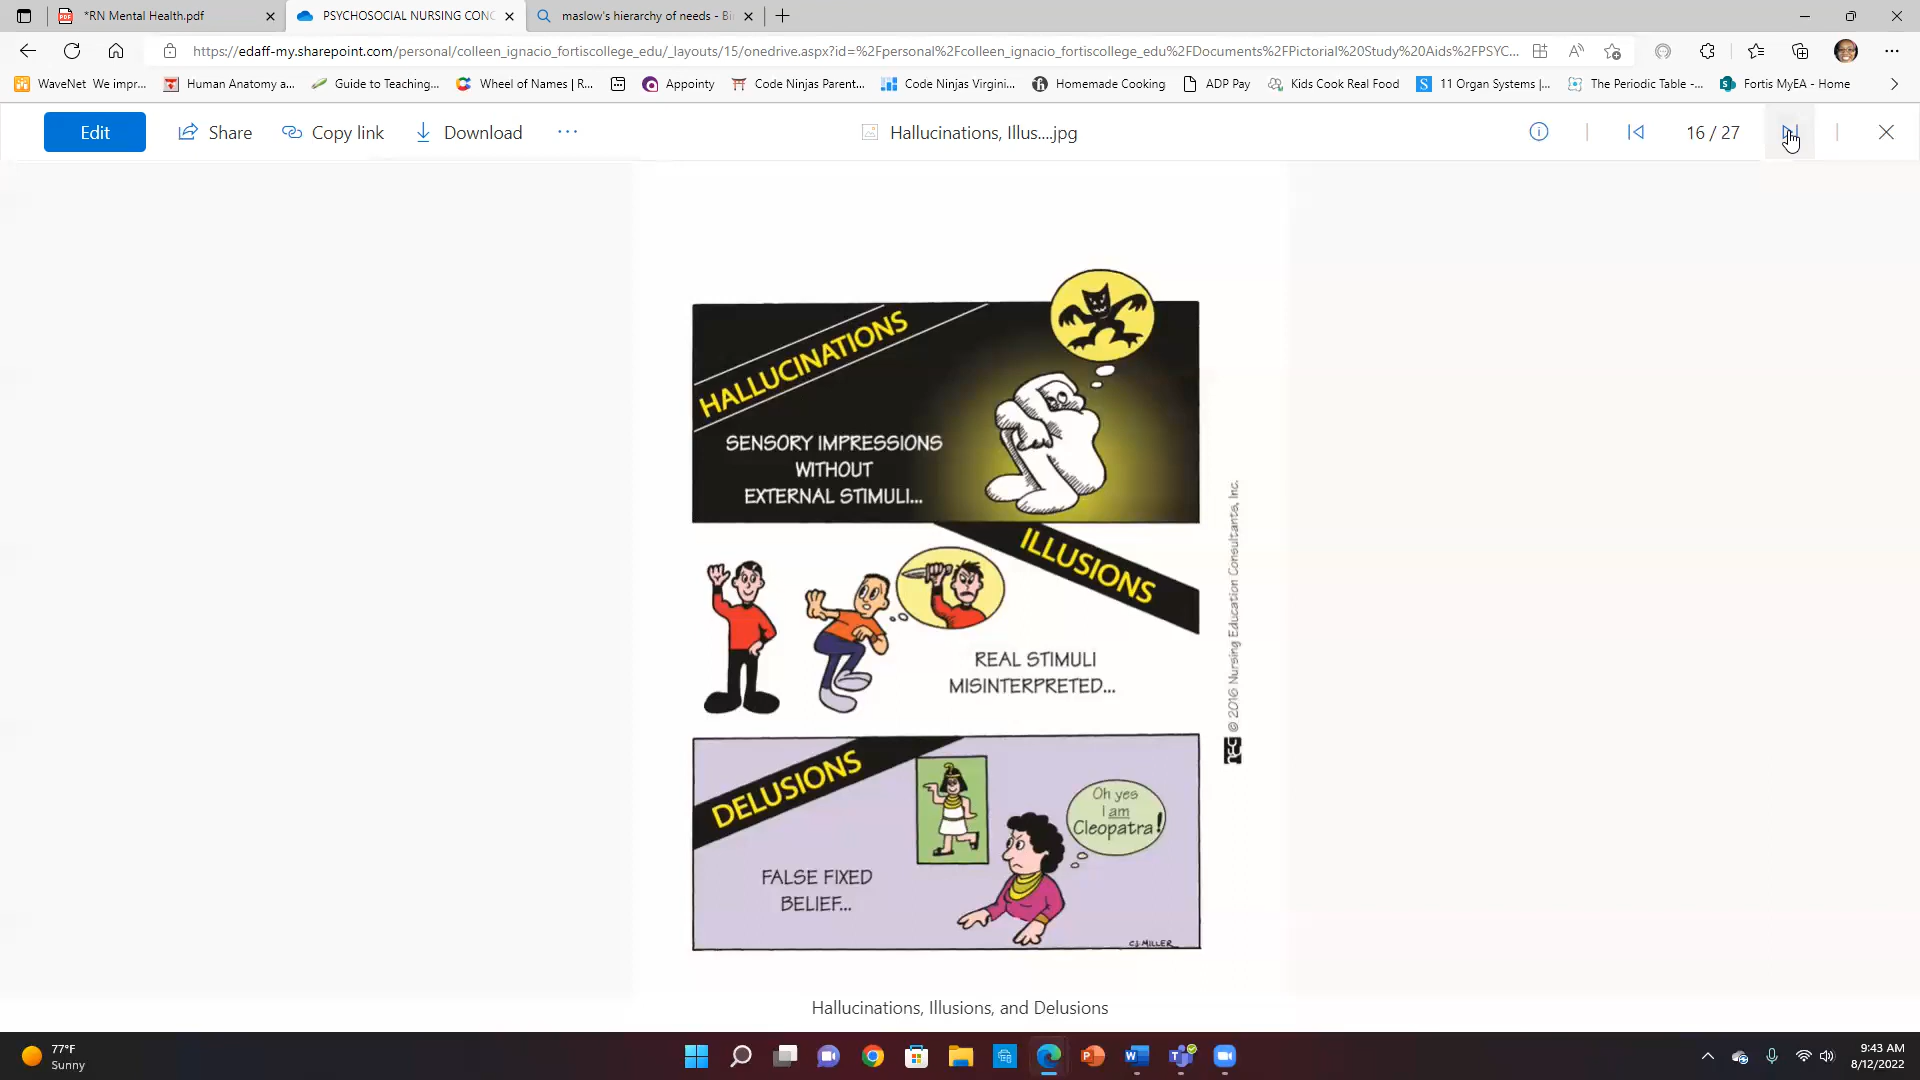 *RN Mental Health.pdf
PSYCHOSOCIAL NURSING CONC
maslow's hierarchy of needs - Bi
https://edaff-my.sharepoint.com/personal/colleen_ignacio_fortiscollege_edu/_layouts/15/onedrive.aspx?id=%2Fpersonal%2Fcolleen_ignacio_fortiscollege_edu%2FDocuments%2FPictorial%20Study%20Aids%2FPSYC...
WaveNet We impr...
Human Anatomy a...
Guide to Teaching...
Wheel of Names | R...
Appointy
Code Ninjas Parent...
Code Ninjas Virgini...
Homemade Cooking
ADP Pay
Kids Cook Real Food
11 Organ Systems |...
The Periodic Table -...
Fortis MyEA - Home
Edit
Share
Copy link
Download
Hallucinations, Illus....jpg
16 / 27
HALLUCINATIONS
SENSORY IMPRESSIONS
WITHOUT
EXTERNAL STIMULI...
ILLUSIONS
REAL STIMULI
MISINTERPRETED...
DELUSIONS
Oh yes
I am
Cleopatra!
FALSE FIXED
BELIEF...
CJ MILLER
© 2016 Nursing Education Consultants, Inc.
Hallucinations, Illusions, and Delusions
77°F
Sunny
9:43 AM
8/12/2022